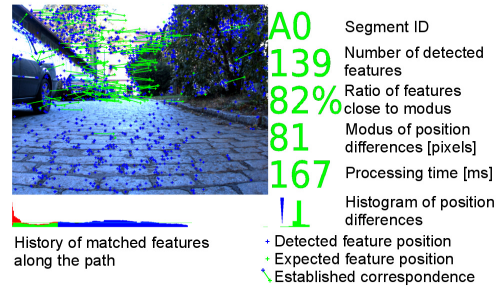 A0 Segment ID
139 Number of detected
features
82% Ratio of features
close to modus
81 Modus of position
differences [pixels]
167 Processing time [ms]
Histogram of position
differences
History of matched features
along the path
Detected feature position
Expected feature position
Established correspondence